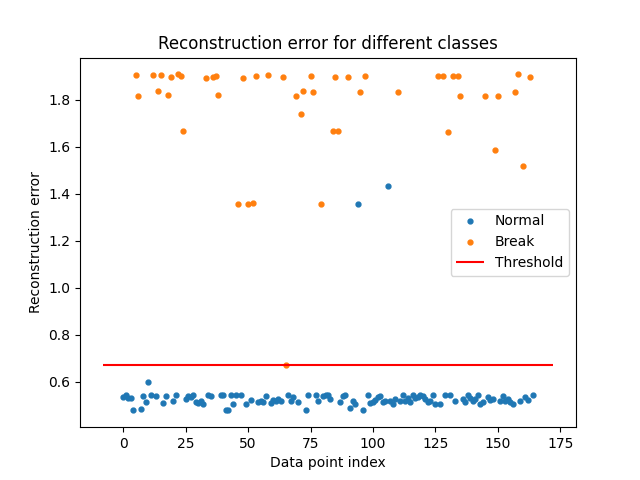 Reconstruction error for different classes
Reconstruction error
1.8
1.6
1.4
1.2
1.0
0.8
0.6
Normal
Break
Threshold
0 25 50 75 100 125 150 175
Data point index